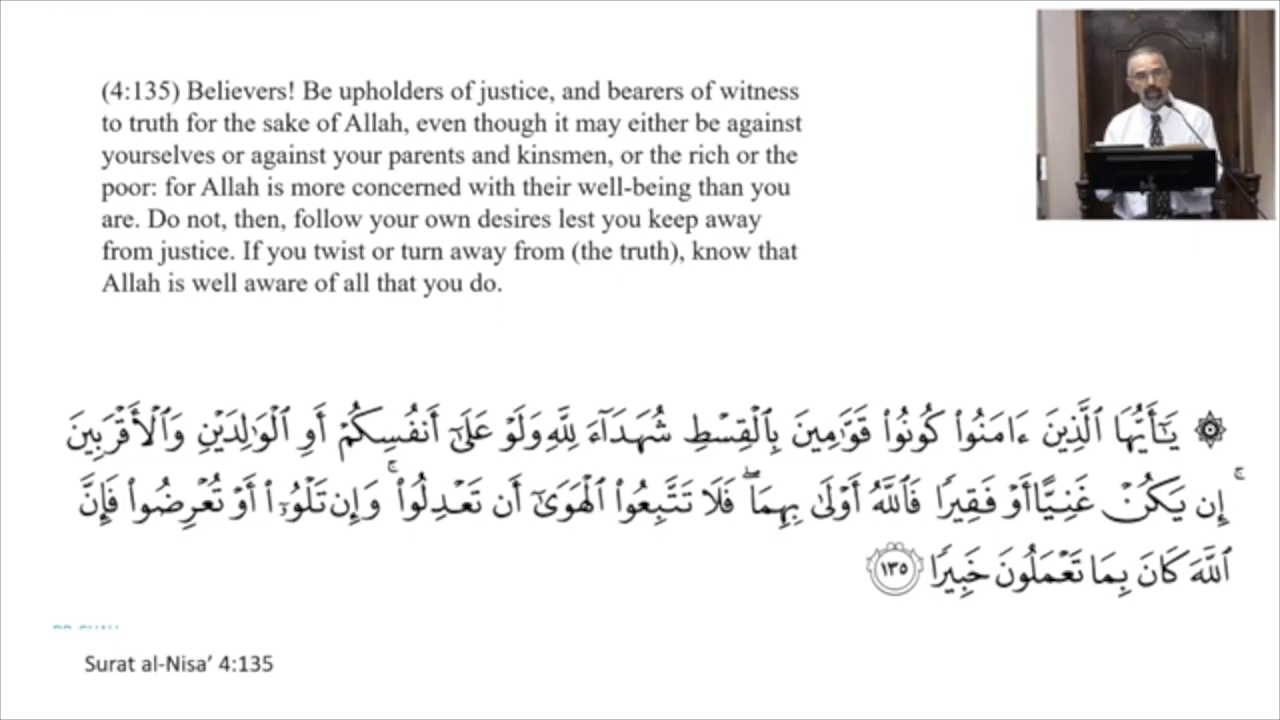 (4:135) Believers! Be upholders of justice, and bearers of witness
to truth for the sake of Allah, even though it may either be against
yourselves or against your parents and kinsmen, or the rich or the
poor: for Allah is more concerned with their well-being than you
are. Do not, then, follow your own desires lest you keep away
from justice. If you twist or turn away from (the truth), know that
Allah is well aware of all that you do.
۞ يَـٰٓأَيُّهَا ٱلَّذِينَ ءَامَنُوا۟ كُونُوا۟ قَوَّٰمِينَ بِٱلْقِسْطِ شُهَدَآءَ لِلَّهِ وَلَوْ عَلَىٰٓ أَنفُسِكُمْ أَوِ ٱلْوَٰلِدَيْنِ وَٱلْأَقْرَبِينَ ۚ
إِن يَكُنْ غَنِيًّا أَوْ فَقِيرًا فَٱللَّهُ أَوْلَىٰ بِهِمَا ۖ فَلَا تَتَّبِعُوا۟ ٱلْهَوَىٰٓ أَن تَعْدِلُوا۟ ۚ وَإِن تَلْوُۥٓا۟ أَوْ تُعْرِضُوا۟ فَإِنَّ
ٱللَّهَ كَانَ بِمَا تَعْمَلُونَ خَبِيرًا ١٣٥
Surat al-Nisa’ 4:135